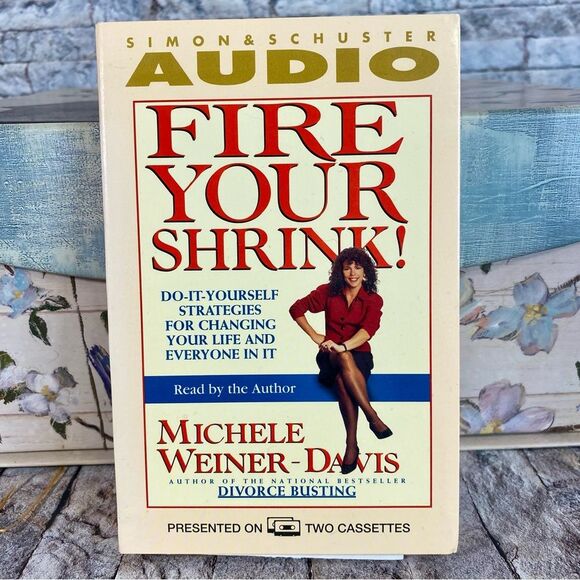 SIMON & SCHUSTER
AUDIO
FIRE
YOUR
SHRINK!
DO-IT-YOURSELF
STRATEGIES
FOR CHANGING
YOUR LIFE AND
EVERYONE IN IT
Read by the Author
MICHELE
WEINER-DAVIS
AUTHOR OF THE NATIONAL BESTSELLER
DIVORCE BUSTING
PRESENTED ON TWO CASSETTES